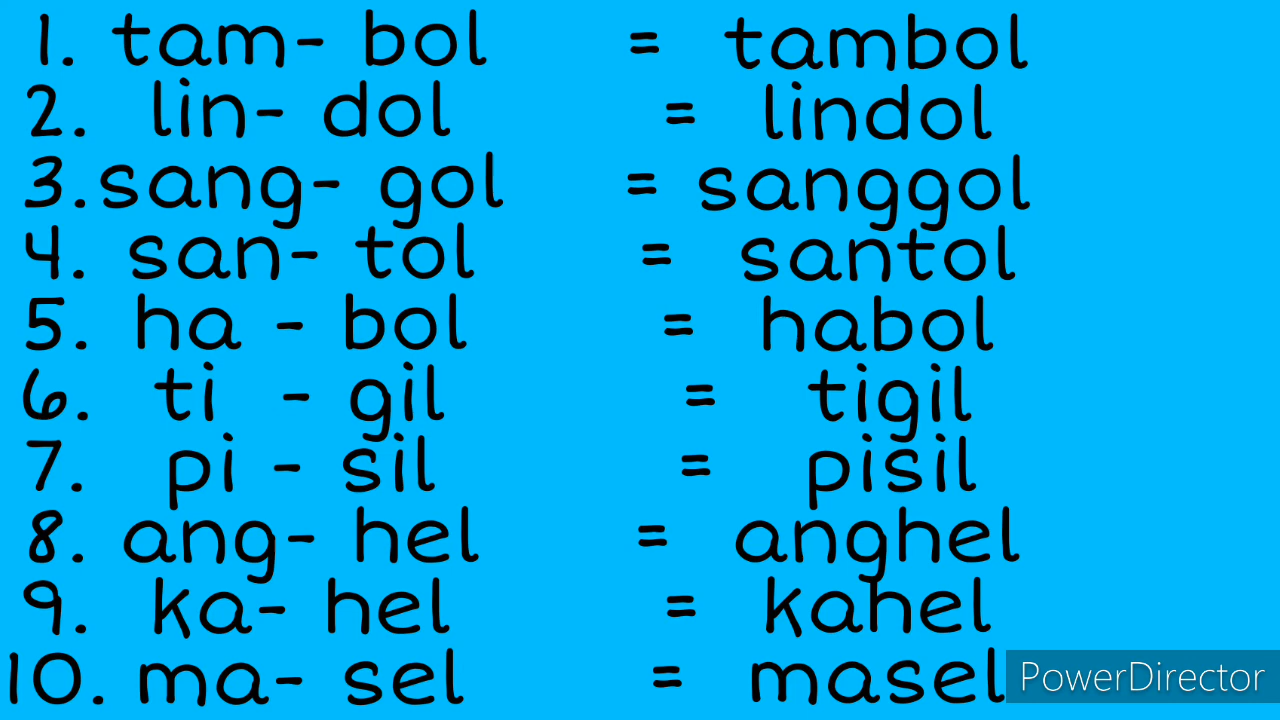 1. tam- bol = tambol
2. lin- dol = lindol
3. sang- gol = sanggol
4. san- tol = santol
5. ha - bol = habol
6. ti - gil = tigil
7. pi - sil = pisil
8. ang- hel = anghel
9. ka- hel = kahel
10. ma- sel = masel
PowerDirector